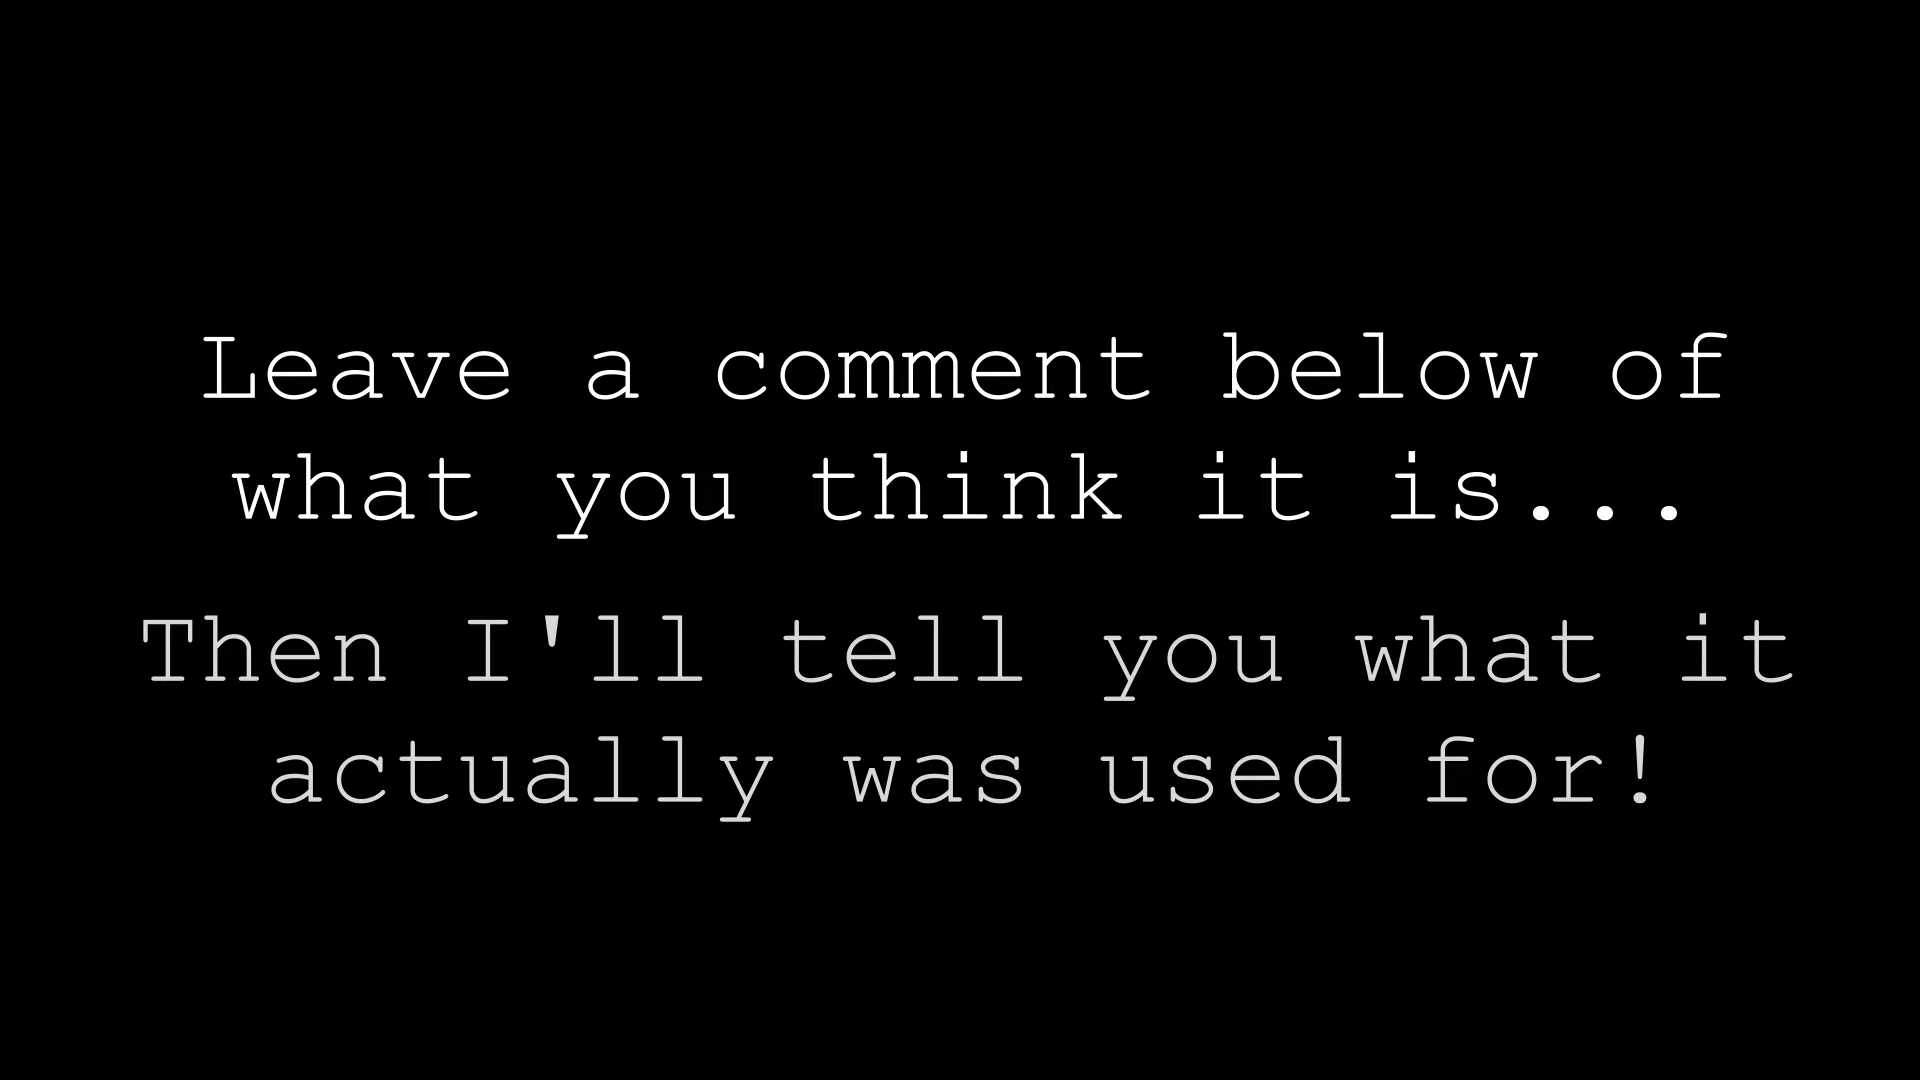 Leave a comment below of
what you think it is...
Then I'll tell you what it
actually was used for!